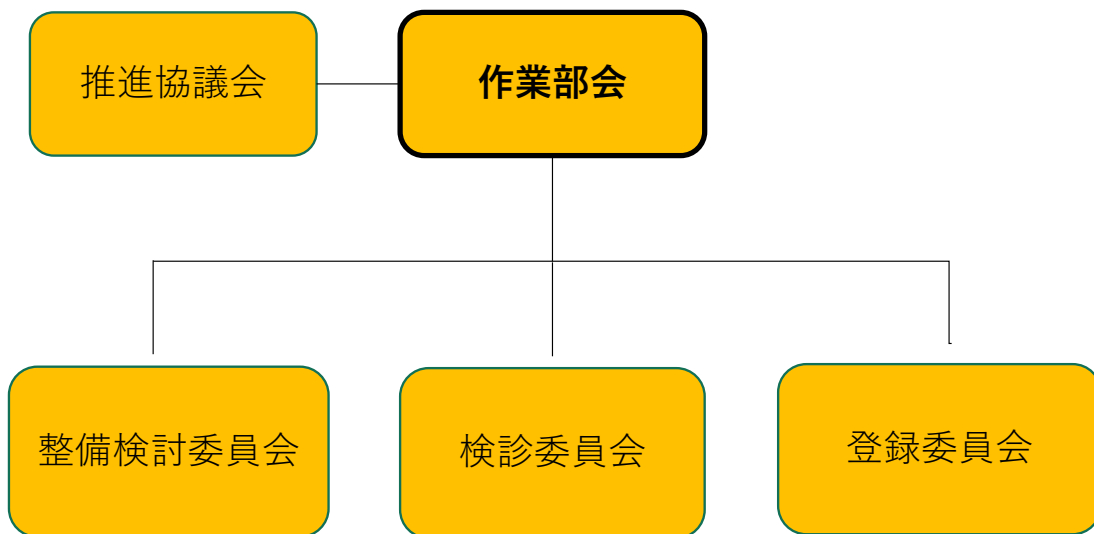 推進協議会
作業部会
整備検討委員会
検診委員会
登録委員会